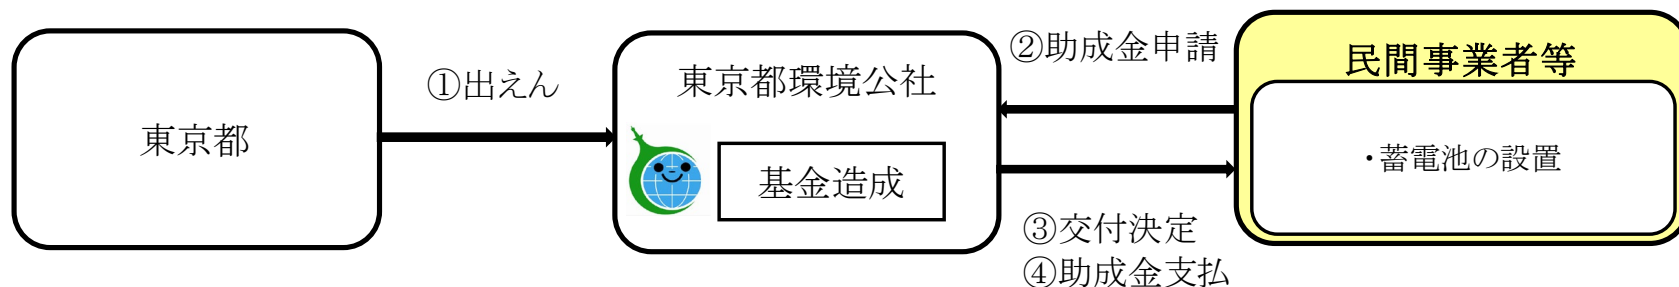 東京都
①出えん
東京都環境公社
基金造成
②助成金申請
③交付決定
④助成金支払
民間事業者等
・蓄電池の設置